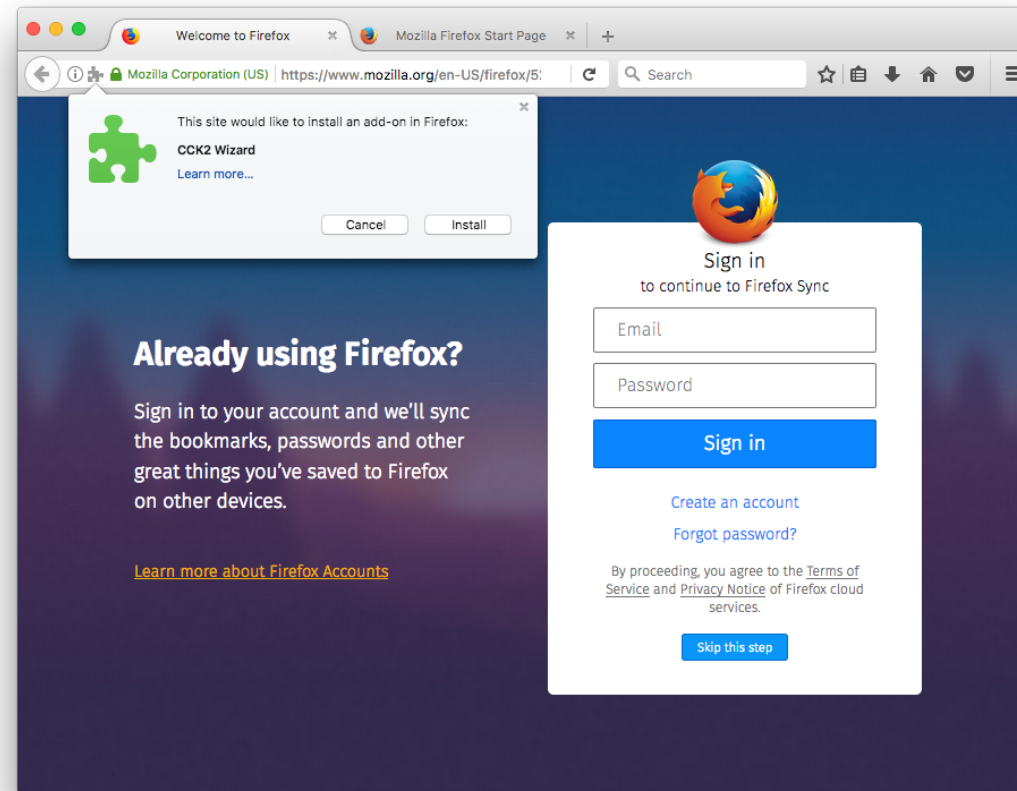 Welcome to Firefox
Mozilla Firefox Start Page
Mozilla Corporation (US)
https://www.mozilla.org/en-US/firefox/5
Search
This site would like to install an add-on in Firefox:
CCK2 Wizard
Learn more...
Cancel
Install
Sign in
to continue to Firefox Sync
Email
Password
Sign in
Create an account
Forgot password?
By proceeding, you agree to the Terms of
Service and Privacy Notice of Firefox cloud
services.
Skip this step
Already using Firefox?
Sign in to your account and we’ll sync
the bookmarks, passwords and other
great things you’ve saved to Firefox
on other devices.
Learn more about Firefox Accounts